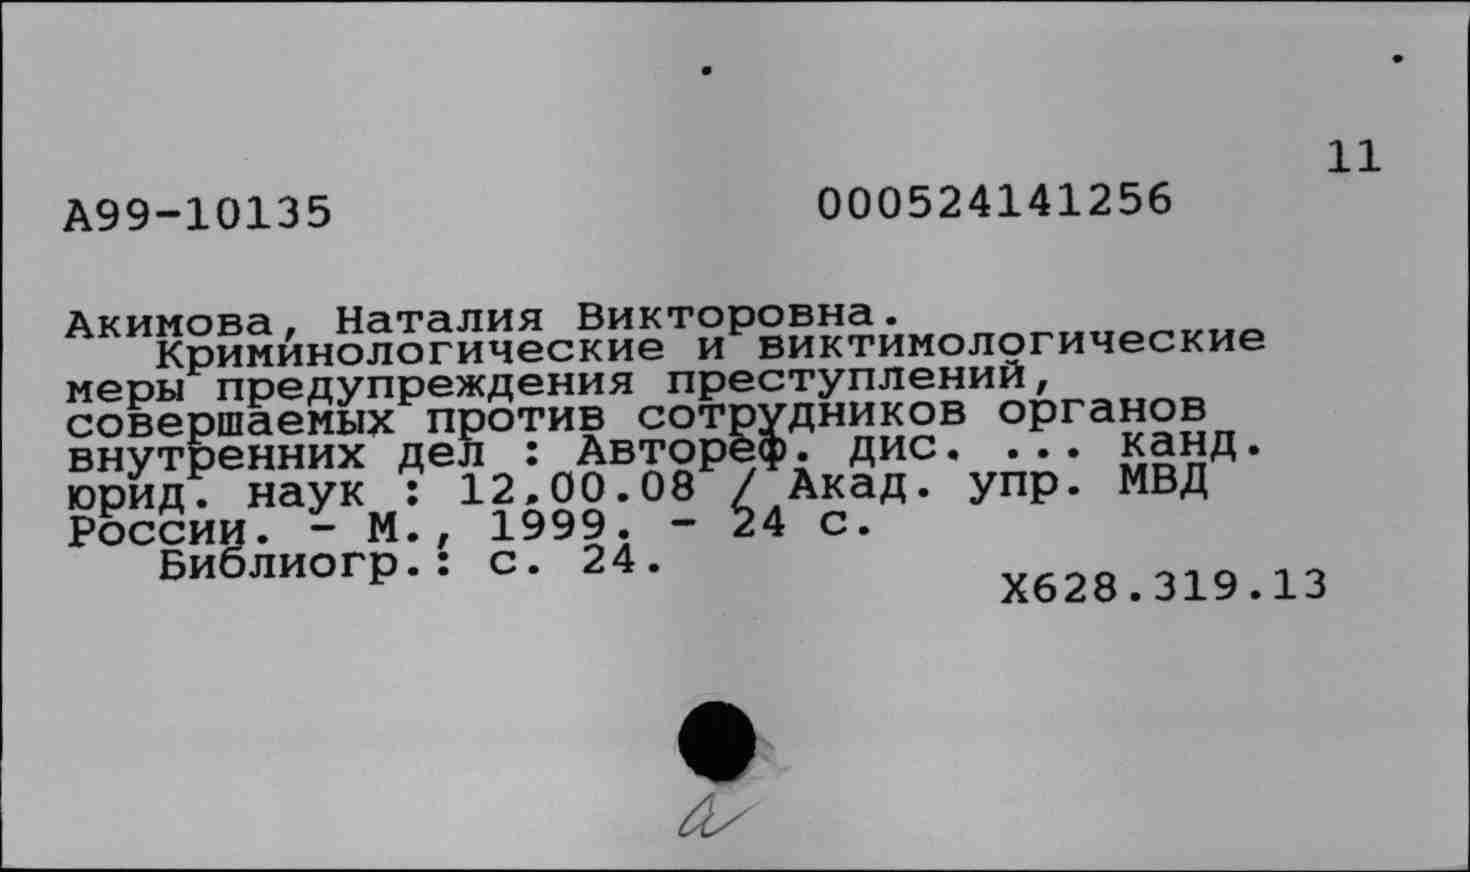 11
A99-10135 000524141256
Акимова, Наталия Викторовна.
Криминологические и виктимологические
меры предупреждения преступлений,
совершаемых против сотрудников органов
внутренних дел : Автореф. дис. ... канд.
юрид. наук : 12.00.08 / Акад. упр. МВД
России. - М., 1999. - 24 с.
Библиогр.: с. 24.
Х628.319.13